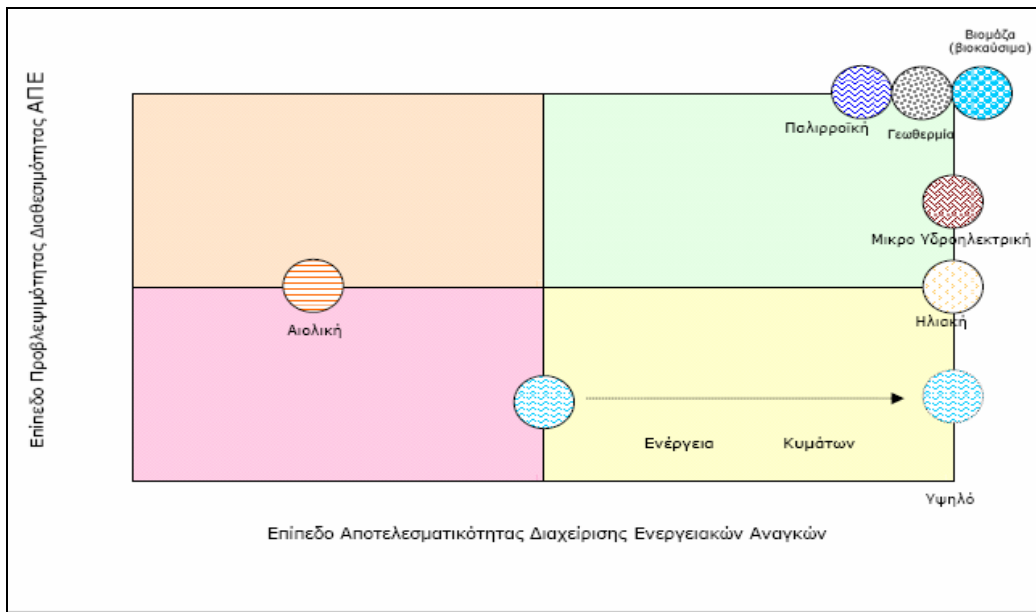 Επίπεδο Προβλεψιμότητας Διαθεσιμότητας ΑΠΕ
Βιομάζα
(βιοκαύσιμα)
Παλιρροϊκή
Γεωθερμία
Μικρο Υδροηλεκτρική
Αιολική
Ηλιακή
Ενέργεια Κυμάτων
Υψηλό
Επίπεδο Αποτελεσματικότητας Διαχείρισης Ενεργειακών Αναγκών